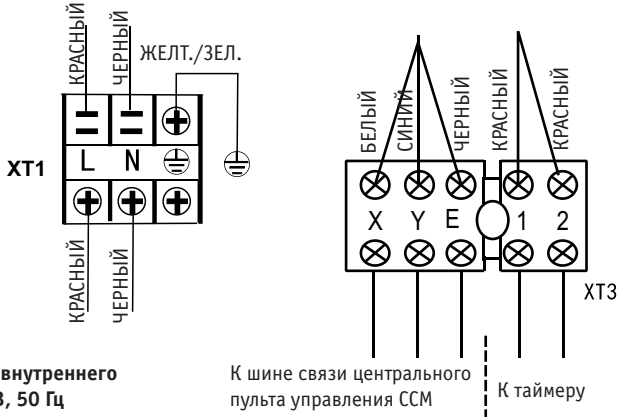 КРАСНЫЙ
ЧЕРНЫЙ
ЖЕЛТ./ЗЕЛ.
XT1
L N
КРАСНЫЙ
ЧЕРНЫЙ
внутреннего
, 50 Гц
БЕЛЫЙ
СИНИЙ
ЧЕРНЫЙ
КРАСНЫЙ
КРАСНЫЙ
X Y E 1 2
XT3
К шине связи центрального
пульта управления CCM
К таймеру